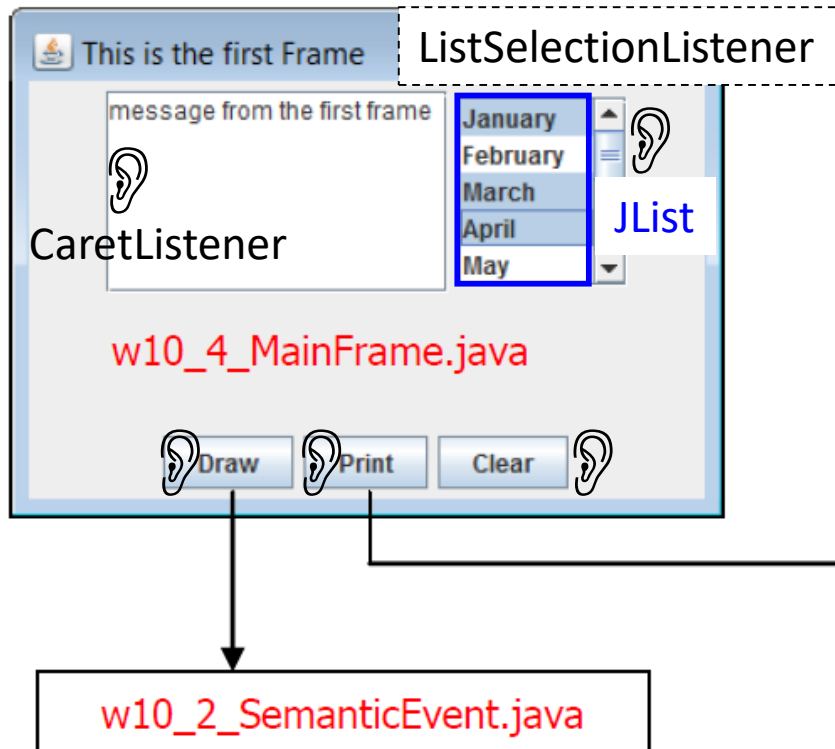 This is the first Frame
ListSelectionListener
message from the first frame
January
February
March
April
May
JList
CaretListener
w10_4_MainFrame.java
Draw
Print
Clear
w10_2_SemanticEvent.java